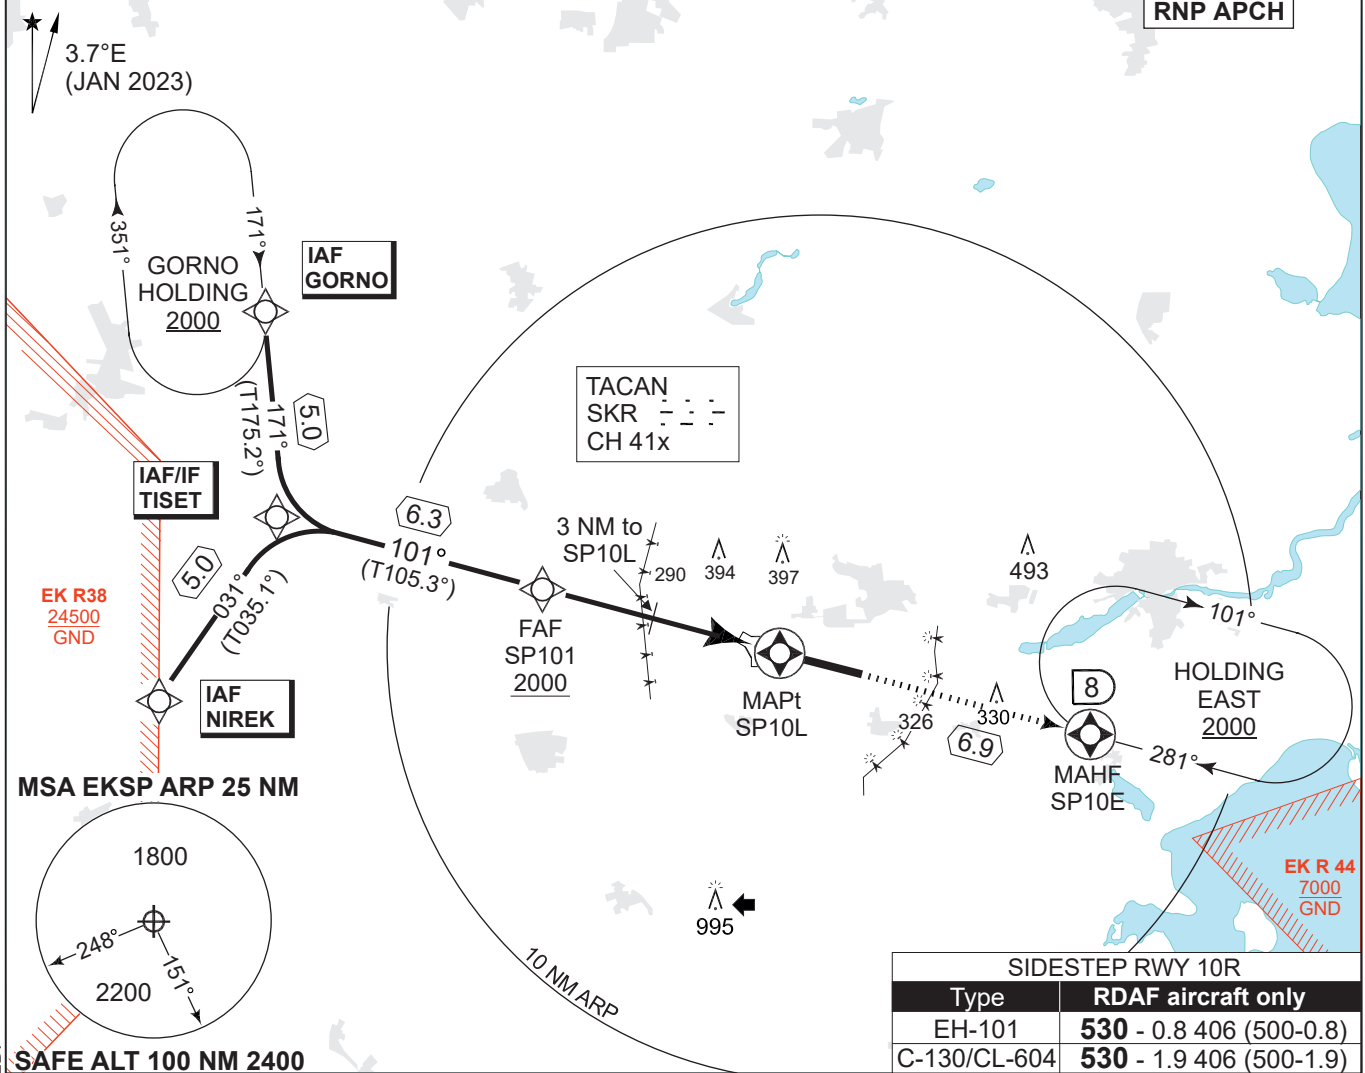 RNP APCH
3.7°E
(JAN 2023)
351°
171°
GORNO
HOLDING
2000
IAF
GORNO
171°
(T175.2°)
5.0
TACAN
SKR
CH 41x
IAF/IF
TISET
6.3
101°
(T105.3°)
3 NM to
SP10L
290
394
397
493
5.0
031°
(T035.1°)
EK R38
24500
GND
FAF
SP101
2000
101°
IAF
NIREK
MAPt
SP10L
326
330
6.9
8
HOLDING
EAST
2000
281°
MAHF
SP10E
MSA EKSP ARP 25 NM
1800
248°
151°
2200
SAFE ALT 100 NM 2400
995
10 NM ARP
EK R 44
7000
GND
SIDESTEP RWY 10R
Type RDAF aircraft only
EH-101 530 - 0.8 406 (500-0.8)
C-130/CL-604 530 - 1.9 406 (500-1.9)